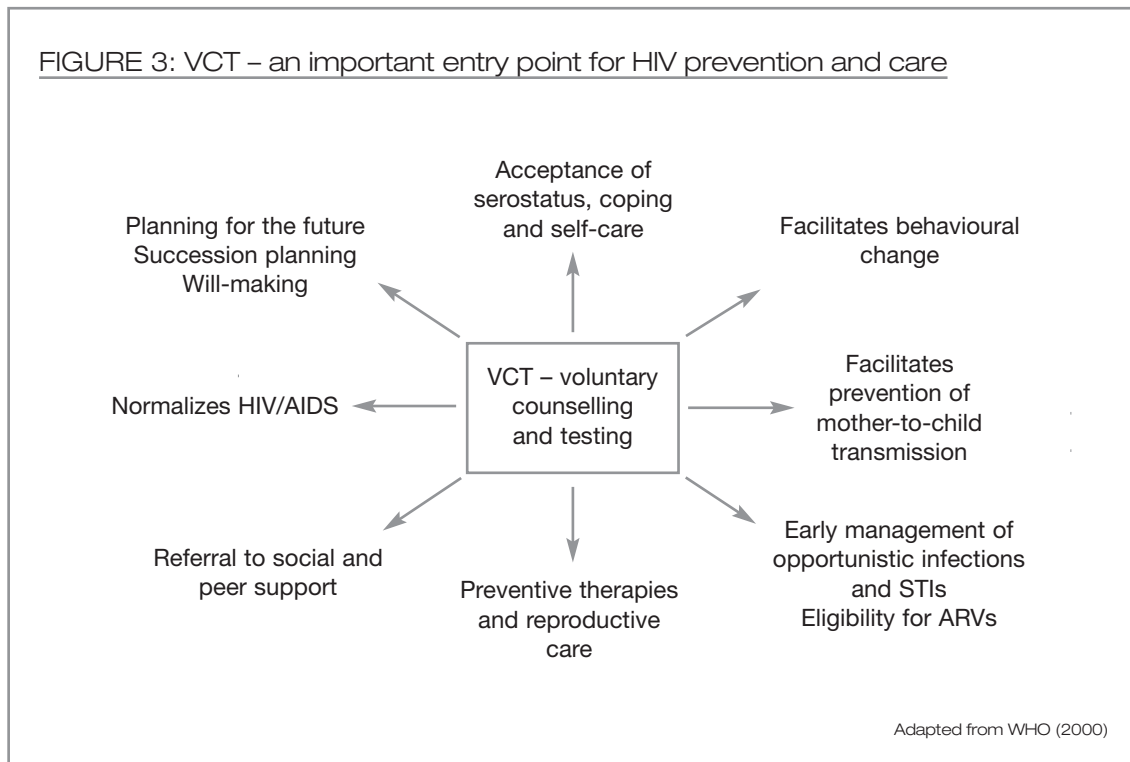 FIGURE 3: VCT – an important entry point for HIV prevention and care
Acceptance of
serostatus, coping
and self-care
Planning for the future
Succession planning
Will-making
Facilitates behavioural
change
VCT – voluntary
counselling
and testing
Normalizes HIV/AIDS
Facilitates
prevention of
mother-to-child
transmission
Referral to social and
peer support
Preventive therapies
and reproductive
care
Early management of
opportunistic infections
and STIs
Eligibility for ARVs
Adapted from WHO (2000)